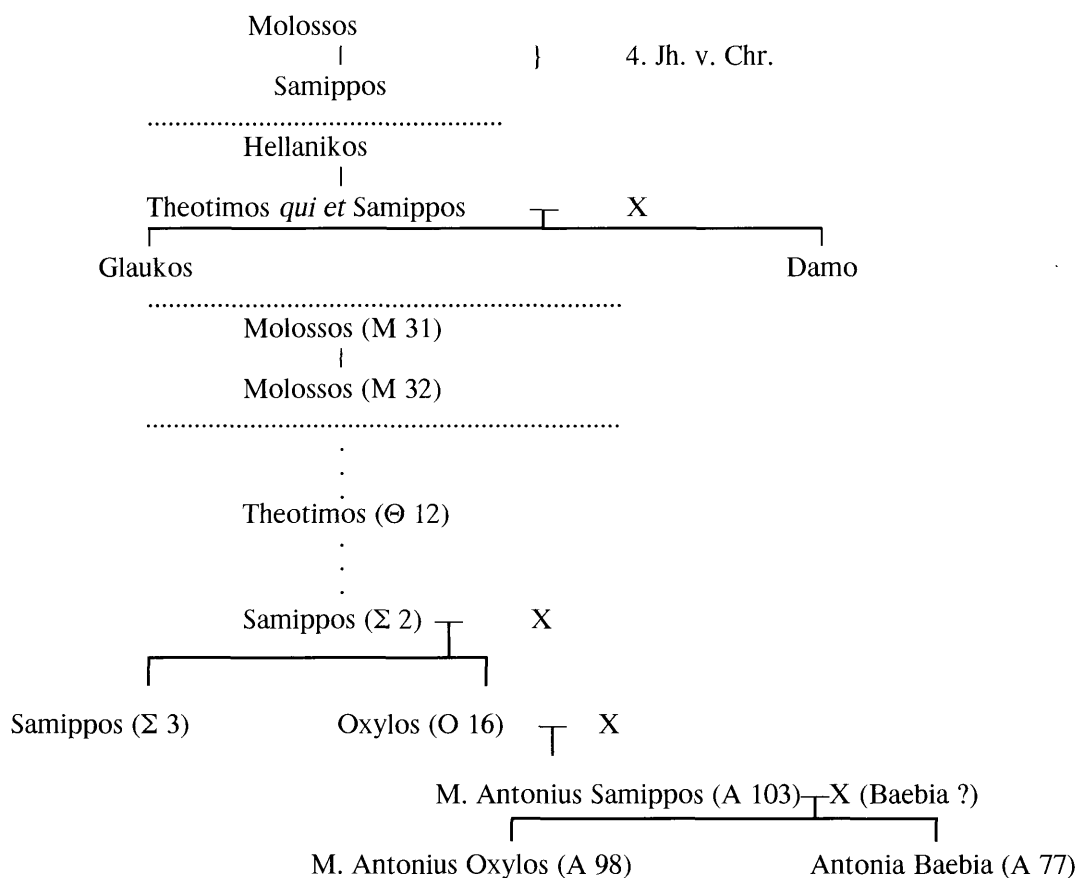 Molossos
} 4. Jh. v. Chr.
Samippos
Hellanikos
Theotimos qui et Samippos X
Glaukos Damo
Molossos (M 31)
Molossos (M 32)
Theotimos (Θ 12)
Samippos (Σ 2) X
Samippos (Σ 3) Oxylos (O 16) X
M. Antonius Samippos (A 103) X (Baebia ?)
M. Antonius Oxylos (A 98) Antonia Baebia (A 77)